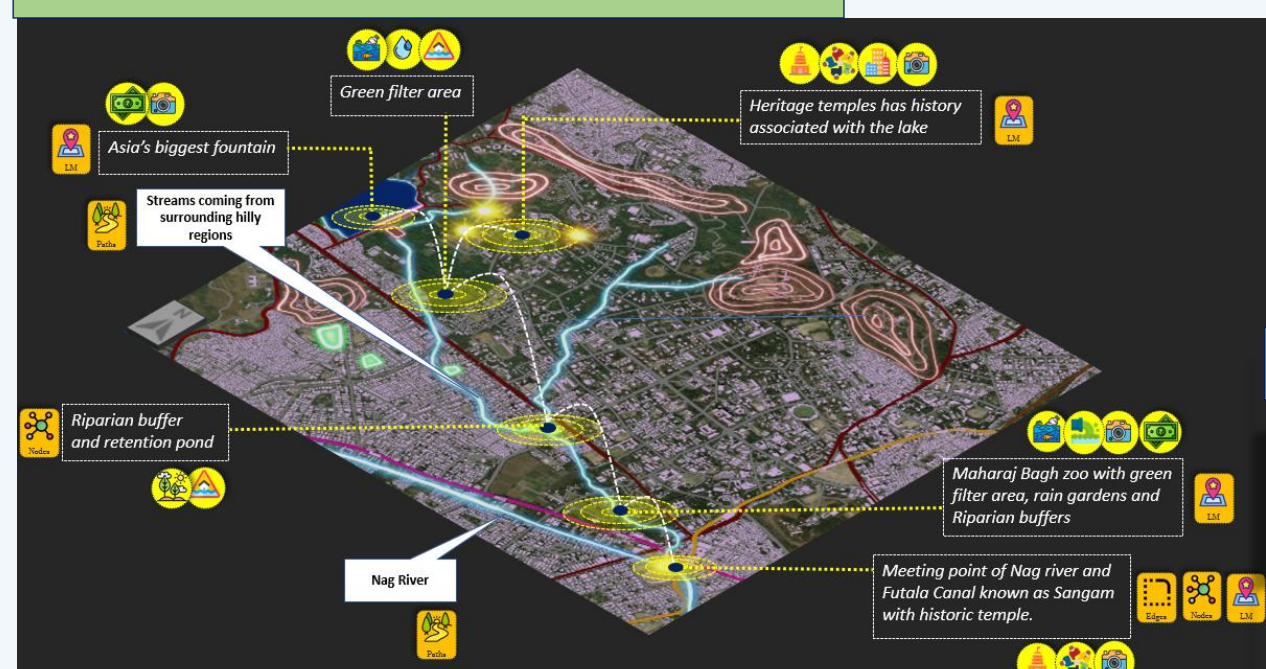 Green filter area
Heritage temples has history
associated with the lake
LM
Asia's biggest fountain
LM
Streams coming from
surrounding hilly
regions
Paths
N
Riparian buffer
and retention pond
Nodes
Maharaj Bagh zoo with green
filter area, rain gardens and
Riparian buffers
LM
Nag River
Paths
Meeting point of Nag river and
Futala Canal known as Sangam
with historic temple.
Edges
Nodes
LM